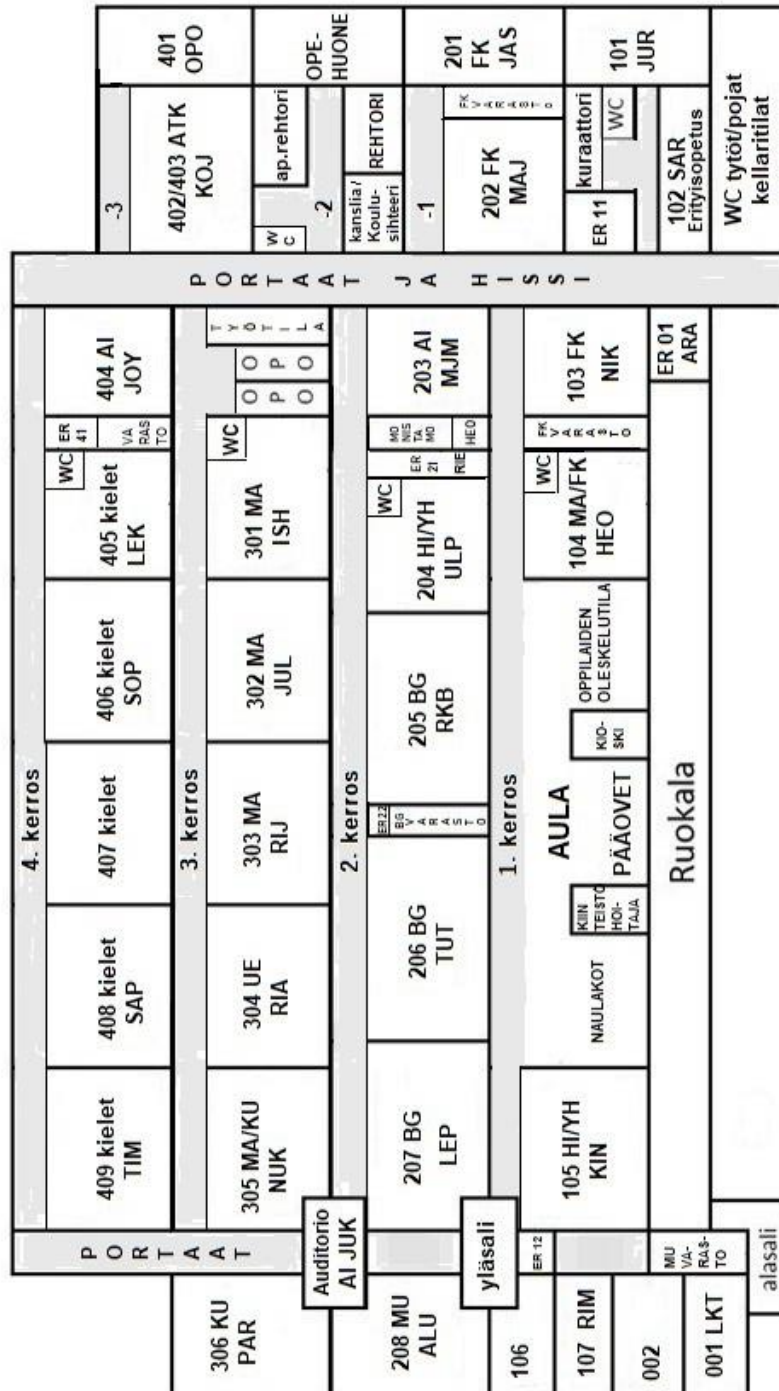 4. kerros
409 kielet
TIM
408 kielet
SAP
407 kielet
406 kielet
SOP
405 kielet
LEK
WC
ER
41
VA
RAS
TO
404 AI
JOY
PORTAAT
PORTAAT JA HISSI
-3
402/403 ATK
KOJ
401
OPO
3. kerros
306 KU
PAR
305 MA/KU
NUK
304 UE
RIA
303 MA
RIJ
302 MA
JUL
301 MA
ISH
WC
OPO
OPO
TYÖTILA
W
C
ap.rehtori
-2
kanslia/
Koulu-
sihteeri
REHTORI
OPE-
HUONE
Auditorio
AI JUK
2. kerros
208 MU
ALU
207 BG
LEP
206 BG
TUT
ER22
BG
VARASTO
205 BG
RKB
204 HI/YH
ULP
WC
ER
21
RIE
MO
NIS
TA
MO
HEO
203 AI
MJM
-1
202 FK
MAJ
FK
VARASTO
201
FK
JAS
yläsali
1. kerros
106
ER 12
107 RIM
002
001 LKT
105 HI/YH
KIN
NAULAKOT
KIIN
TEISTÖ
HOI-
TAJA
AULA
PÄÄOVET
KIO-
SKI
OPPILAIDEN
OLESKELUTILA
104 MA/FK
HEO
WC
FK
VARASTO
103 FK
NIK
ER 11
kuraattori
WC
101
JUR
102 SAR
Erityisopetus
MU
VA-
RAS-
TO
Ruokala
ER 01
ARA
WC tytöt/pojat
kellaritilat
alasali